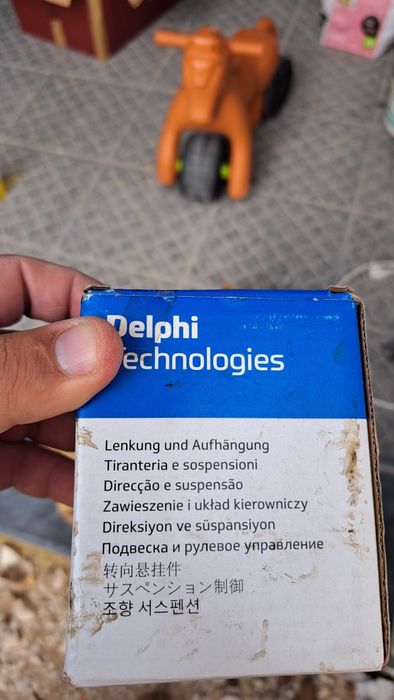 Delphi
Technologies
Lenkung und Aufhängung
Tiranteria e sospensioni
Direcção e suspensão
Zawieszenie i układ kierowniczy
Direksiyon ve süspansiyon
Подвеска и рулевое управление
转向悬挂件
サスペンション制御
조향 서스펜션